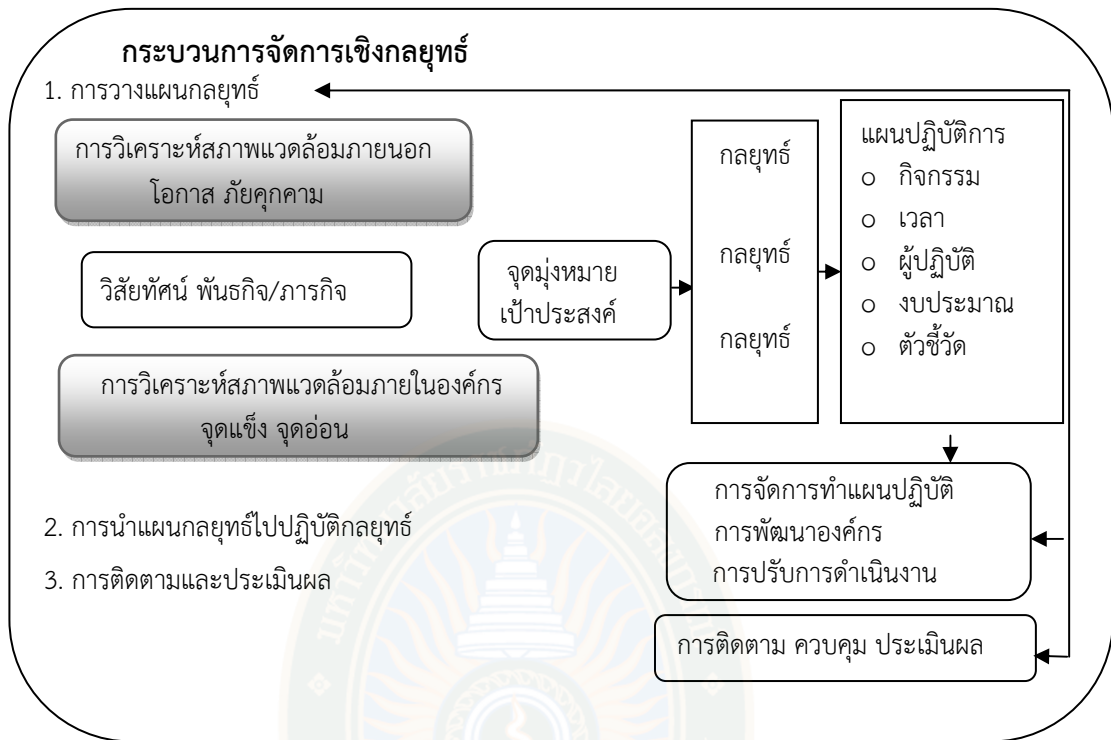 กระบวนการจัดการเชิงกลยุทธ์
1. การวางแผนกลยุทธ์
การวิเคราะห์สภาพแวดล้อมภายนอก
โอกาส ภัยคุกคาม
วิสัยทัศน์ พันธกิจ/ภารกิจ
การวิเคราะห์สภาพแวดล้อมภายในองค์กร
จุดแข็ง จุดอ่อน
จุดมุ่งหมาย
เป้าประสงค์
กลยุทธ์
กลยุทธ์
กลยุทธ์
แผนปฏิบัติการ
o กิจกรรม
o เวลา
o ผู้ปฏิบัติ
o งบประมาณ
o ตัวชี้วัด
2. การนำแผนกลยุทธ์ไปปฏิบัติกลยุทธ์
3. การติดตามและประเมินผล
การจัดการทำแผนปฏิบัติ
การพัฒนาองค์กร
การปรับการดำเนินงาน
การติดตาม ควบคุม ประเมินผล